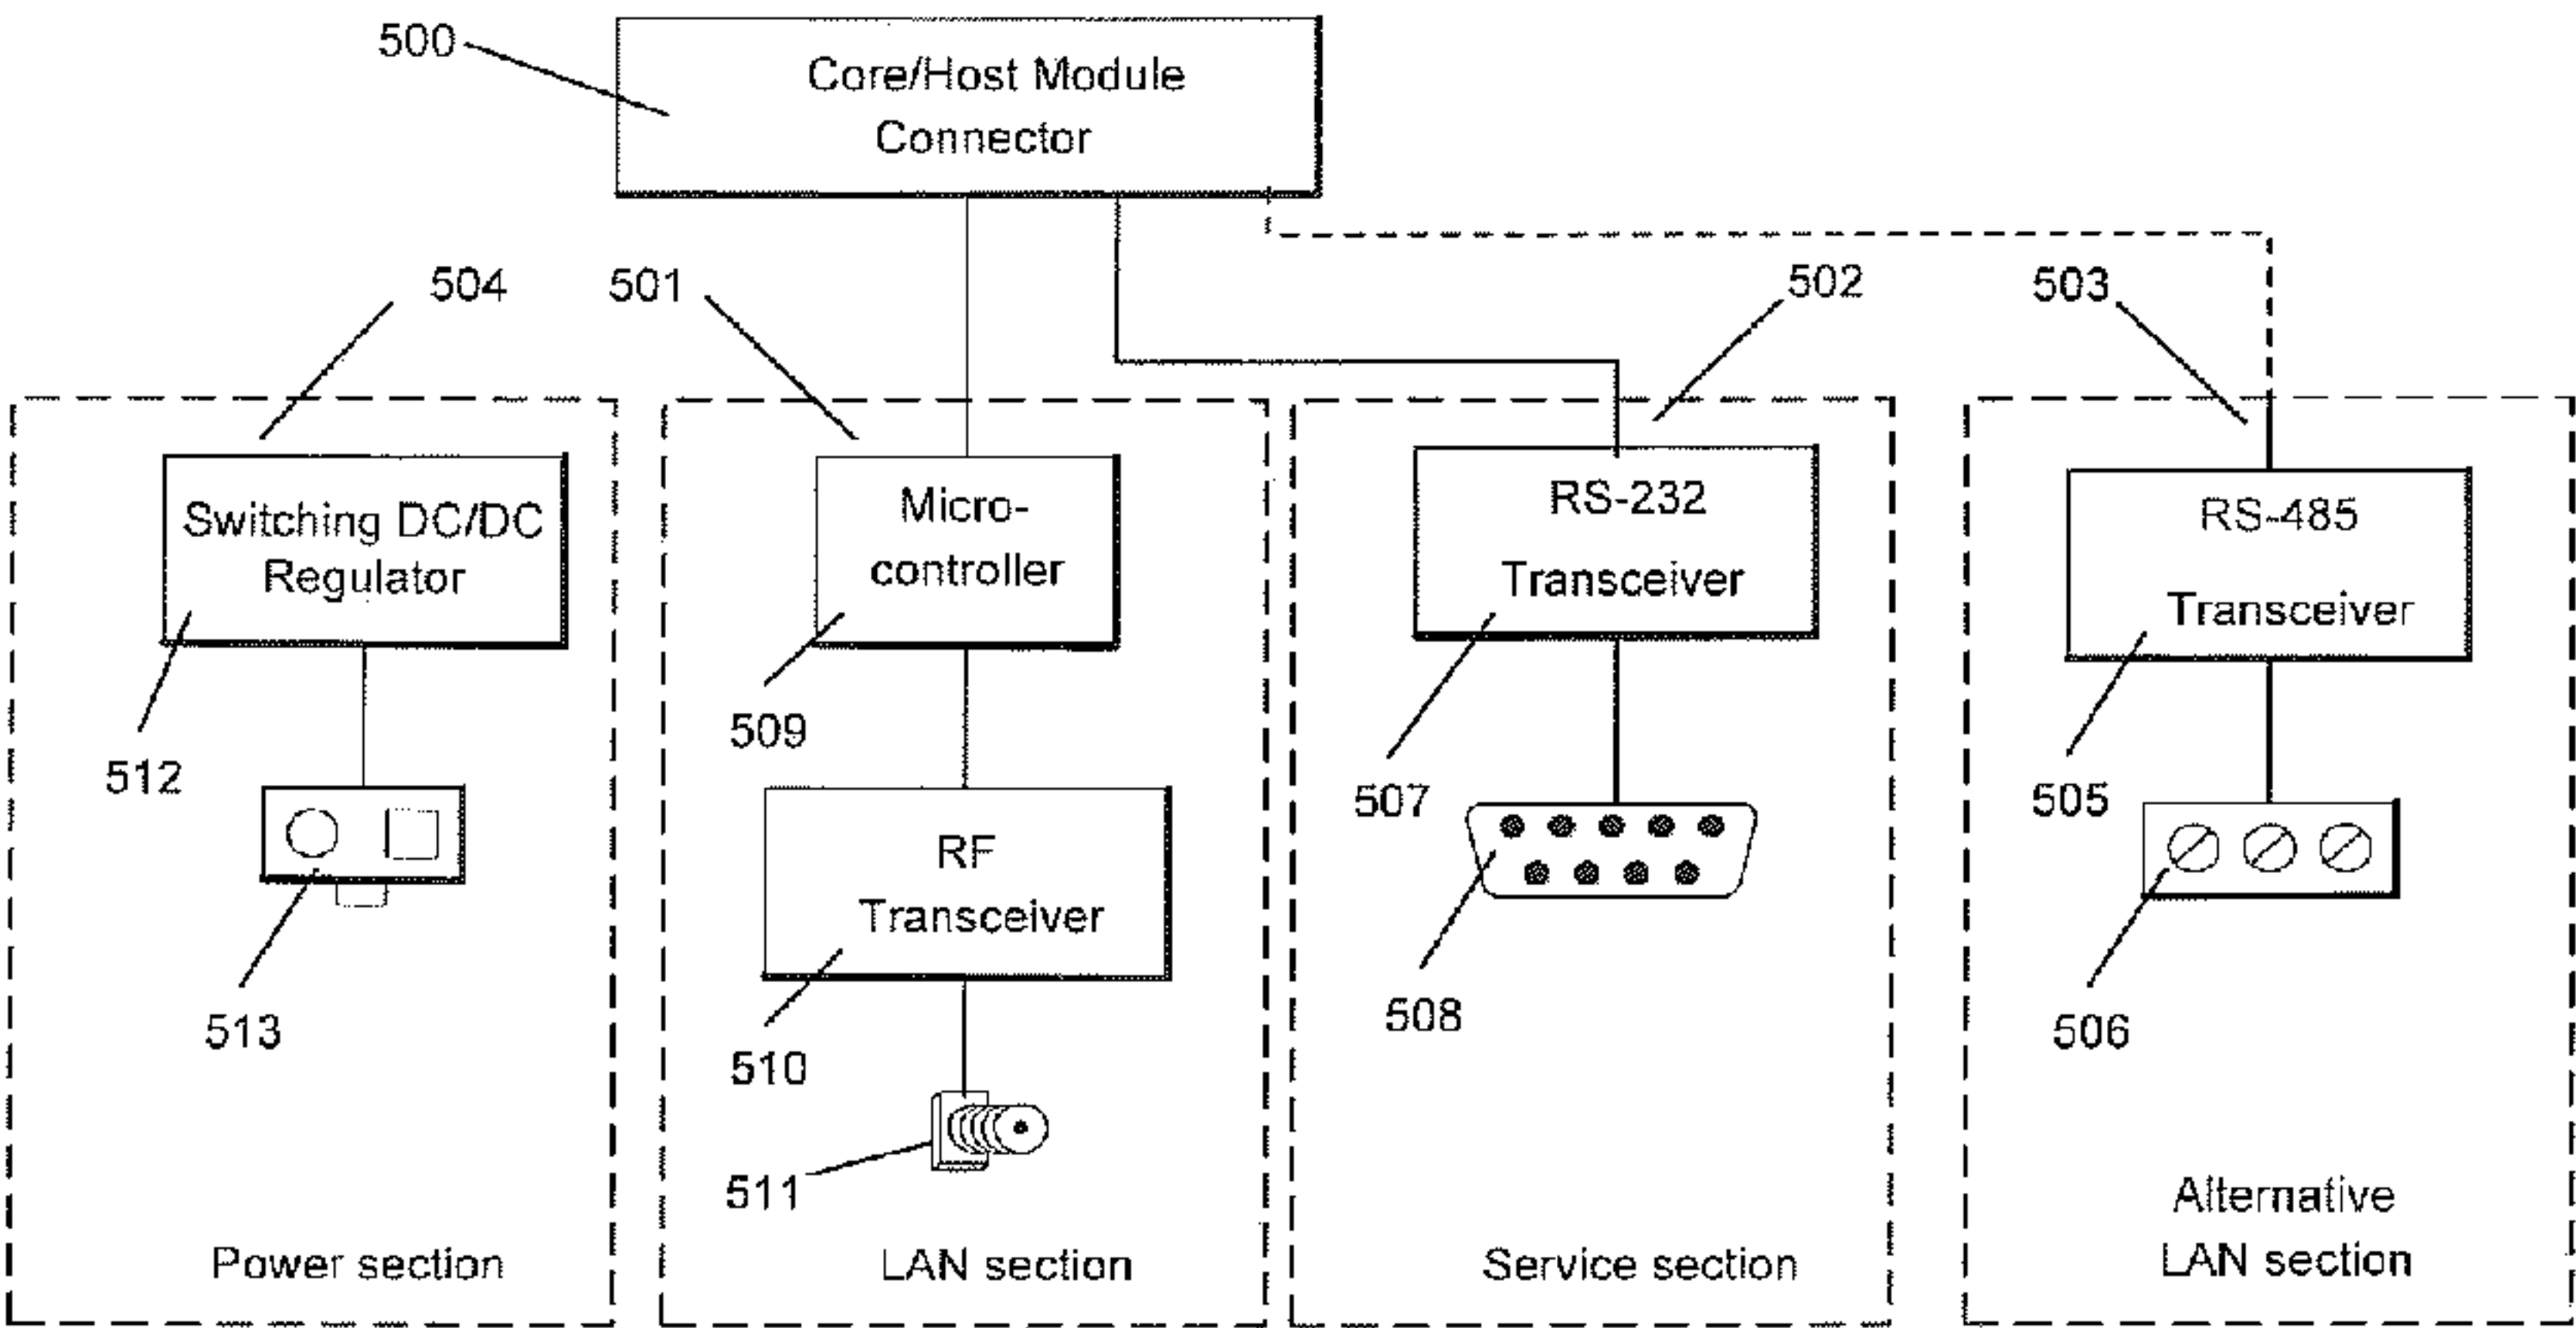 500
Core/Host Module
Connector
504
501
502
503
Switching DC/DC
Regulator
512
513
Power section
Micro-
controller
509
RF
Transceiver
510
511
LAN section
RS-232
Transceiver
507
508
Service section
RS-485
Transceiver
505
506
Alternative
LAN section